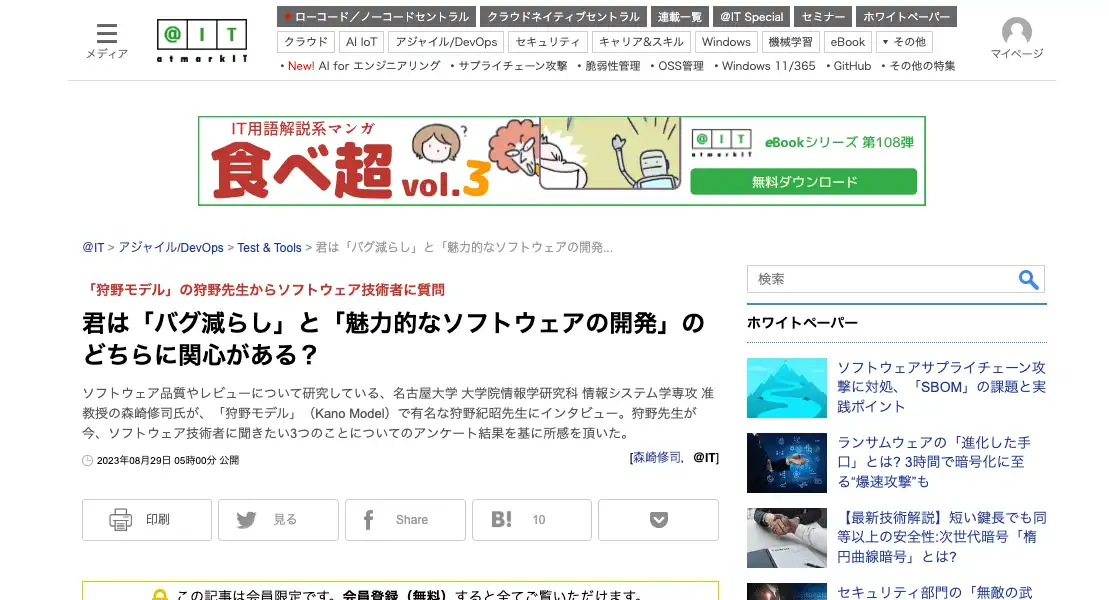 メディア
@IT
atmarkIT
ローコード／ノーコードセントラル
クラウドネイティブセントラル
連載一覧
@IT Special
セミナー
ホワイトペーパー
クラウド
AI IoT
アジャイル/DevOps
セキュリティ
キャリア&スキル
Windows
機械学習
eBook
▼ その他
・New! AI for エンジニアリング ・サプライチェーン攻撃 ・脆弱性管理 ・OSS管理 ・Windows 11/365 ・GitHub ・その他の特集
マイページ
IT用語解説系マンガ
食べ超 vol.3
?
@IT
atmarkIT
eBookシリーズ 第108弾
無料ダウンロード
@IT > アジャイル/DevOps > Test & Tools > 君は「バグ減らし」と「魅力的なソフトウェアの開発...
「狩野モデル」の狩野先生からソフトウェア技術者に質問
君は「バグ減らし」と「魅力的なソフトウェアの開発」の
どちらに関心がある？
ソフトウェア品質やレビューについて研究している、名古屋大学 大学院情報学研究科 情報システム学専攻 准
教授の森崎修司氏が、「狩野モデル」（Kano Model）で有名な狩野紀昭先生にインタビュー。狩野先生が
今、ソフトウェア技術者に聞きたい3つのことについてのアンケート結果を基に所感を頂いた。
2023年08月29日 05時00分 公開
[森崎修司，@IT]
印刷
見る
Share
B! 10
この記事は会員限定です。会員登録（無料）すると全てご覧いただけます。
検索
ホワイトペーパー
ソフトウェアサプライチェーン攻
撃に対処、「SBOM」の課題と実
践ポイント
ランサムウェアの「進化した手
口」とは? 3時間で暗号化に至
る“爆速攻撃”も
【最新技術解説】短い鍵長でも同
等以上の安全性:次世代暗号「楕
円曲線暗号」とは?
セキュリティ部門の「無敵の武